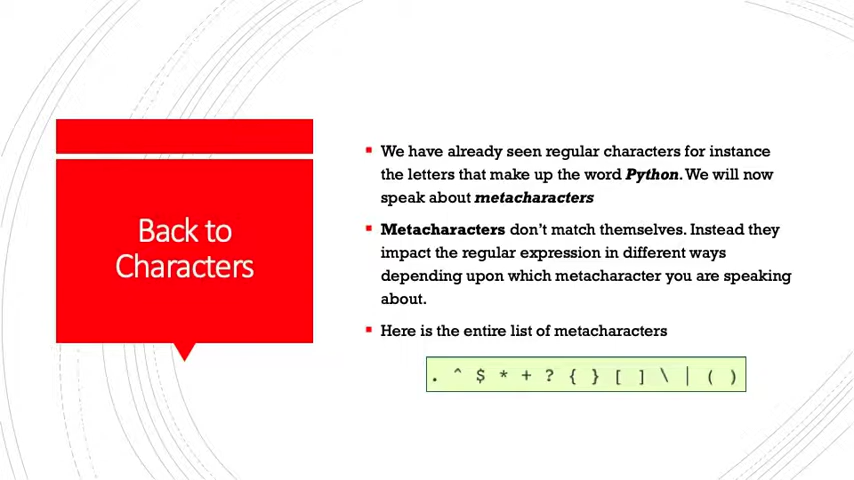 Back to
Characters
We have already seen regular characters for instance
the letters that make up the word Python. We will now
speak about metacharacters
Metacharacters don’t match themselves. Instead they
impact the regular expression in different ways
depending upon which metacharacter you are speaking
about.
Here is the entire list of metacharacters
. ^ $ * + ? { } [ ] \ | ( )